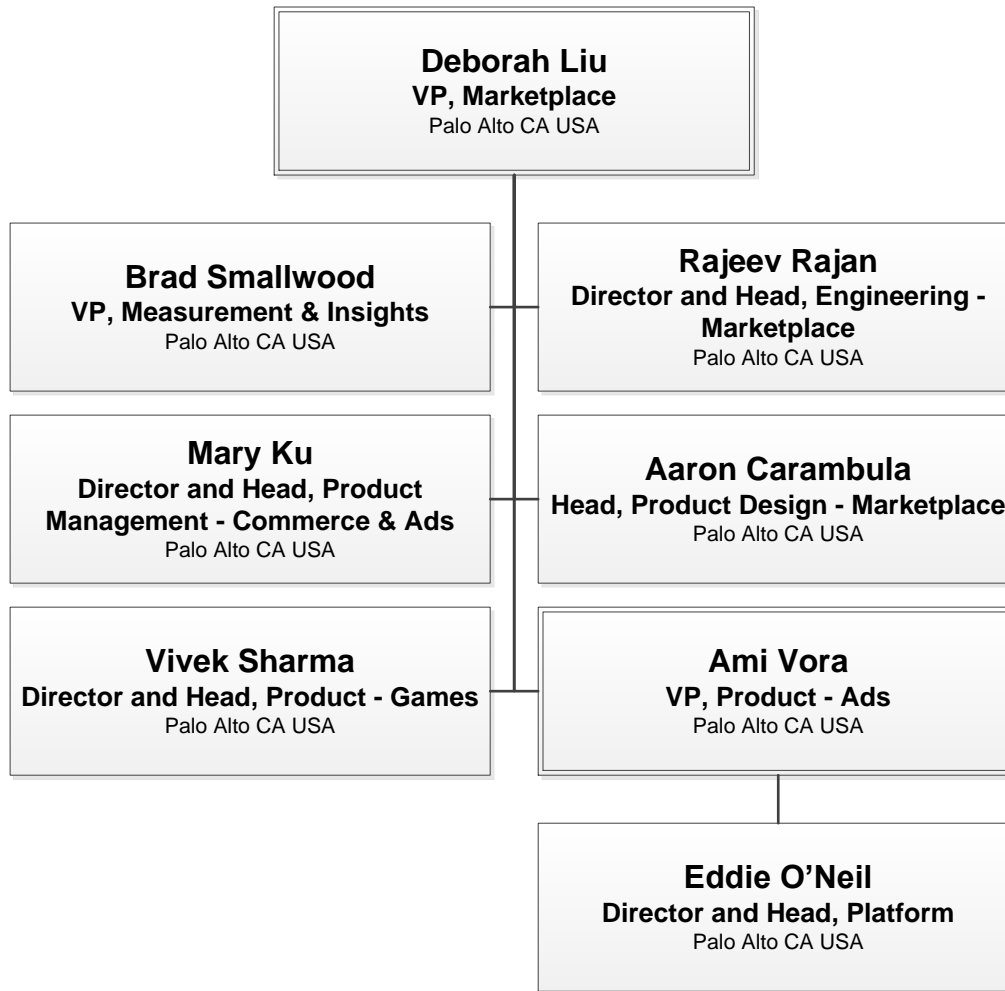 Deborah Liu
VP, Marketplace
Palo Alto CA USA
Brad Smallwood
VP, Measurement & Insights
Palo Alto CA USA
Rajeev Rajan
Director and Head, Engineering -
Marketplace
Palo Alto CA USA
Mary Ku
Director and Head, Product
Management - Commerce & Ads
Palo Alto CA USA
Aaron Carambula
Head, Product Design - Marketplace
Palo Alto CA USA
Vivek Sharma
Director and Head, Product - Games
Palo Alto CA USA
Ami Vora
VP, Product - Ads
Palo Alto CA USA
Eddie O’Neil
Director and Head, Platform
Palo Alto CA USA